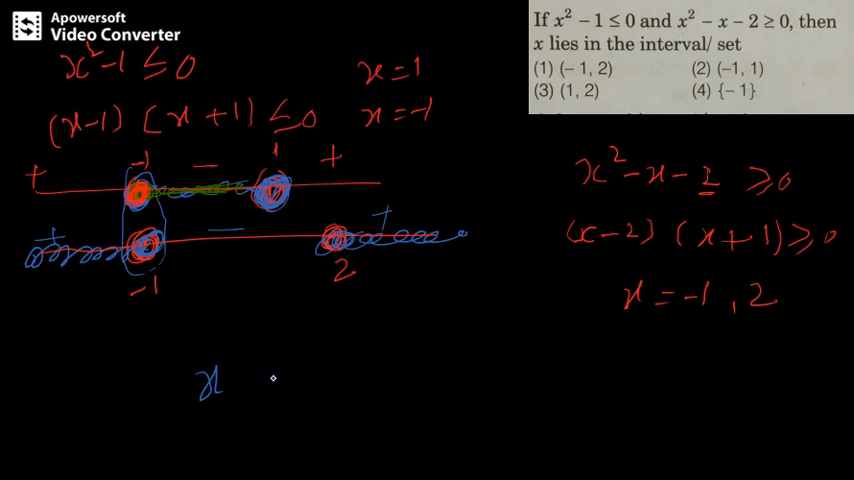 Apowersoft
Video Converter
If x² − 1 ≤ 0 and x² − x − 2 ≥ 0, then
x lies in the interval/ set
(1) (− 1, 2) (2) (−1, 1)
(3) (1, 2) (4) {− 1}
x² − 1 ≤ 0 x = 1
(x − 1) (x + 1) ≤ 0 x = −1
−1 1
+ − +
+ − +
−1 2
x² − x − 2 ≥ 0
(x − 2) (x + 1) ≥ 0
x = −1 , 2
x